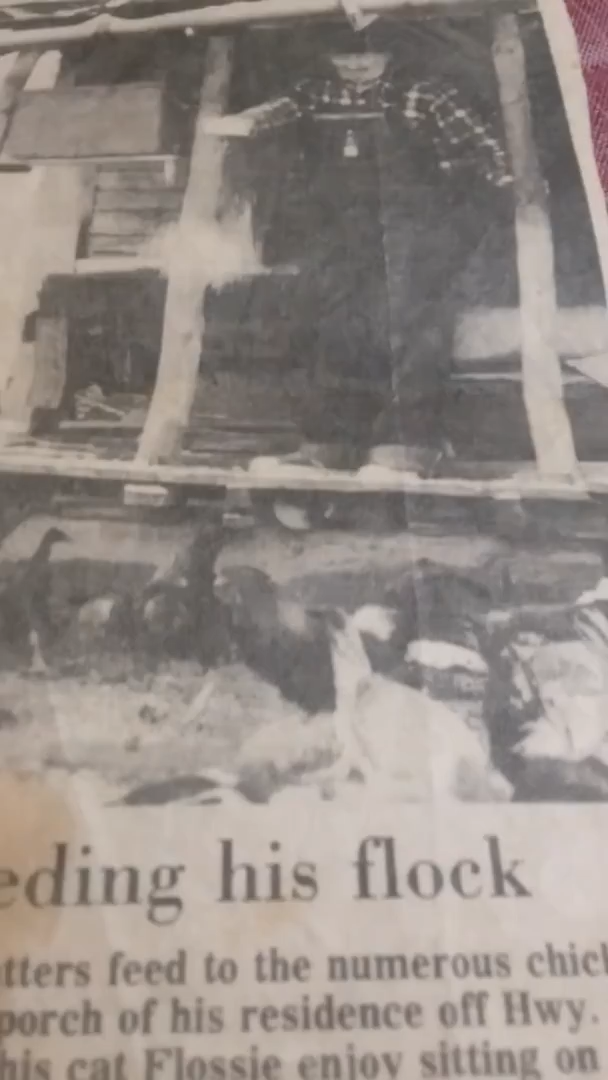 eding his flock
tters feed to the numerous chick
porch of his residence off Hwy.
his cat Flossie enjoy sitting on